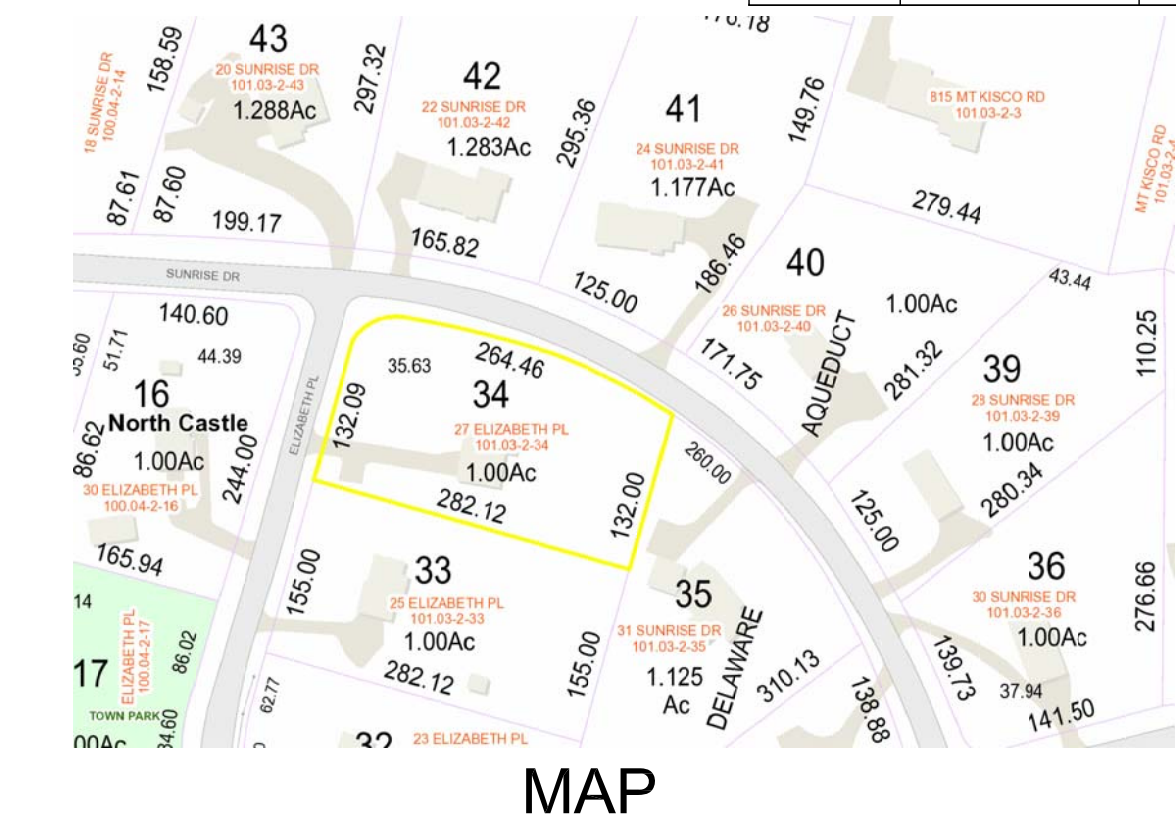 43
20 SUNRISE DR
101.03-2-43
1.288Ac
158.59
18 SUNRISE DR
100.04-2-14
87.61
87.60
199.17
297.32
42
22 SUNRISE DR
101.03-2-42
1.283Ac
165.82
295.36
41
24 SUNRISE DR
101.03-2-41
1.177Ac
125.00
186.46
149.76
815 MT KISCO RD
101.03-2-3
MT KISCO RD
279.44
43.44
40
26 SUNRISE DR
101.03-2-40
1.00Ac
171.75
AQUEDUCT
281.32
110.25
39
28 SUNRISE DR
101.03-2-39
1.00Ac
280.34
125.00
SUNRISE DR
140.60
51.71
44.39
16
North Castle
1.00Ac
30 ELIZABETH PL
100.04-2-16
86.62
244.00
165.94
ELIZABETH PL
35.63
264.46
132.09
34
27 ELIZABETH PL
101.03-2-34
1.00Ac
282.12
132.00
260.00
33
25 ELIZABETH PL
101.03-2-33
1.00Ac
155.00
282.12
155.00
35
31 SUNRISE DR
101.03-2-35
1.125
Ac
DELAWARE
310.13
138.88
36
30 SUNRISE DR
101.03-2-36
1.00Ac
276.66
139.73
37.94
141.50
14
17
ELIZABETH PL
100.04-2-17
86.02
TOWN PARK
62.77
32
23 ELIZABETH PL
MAP